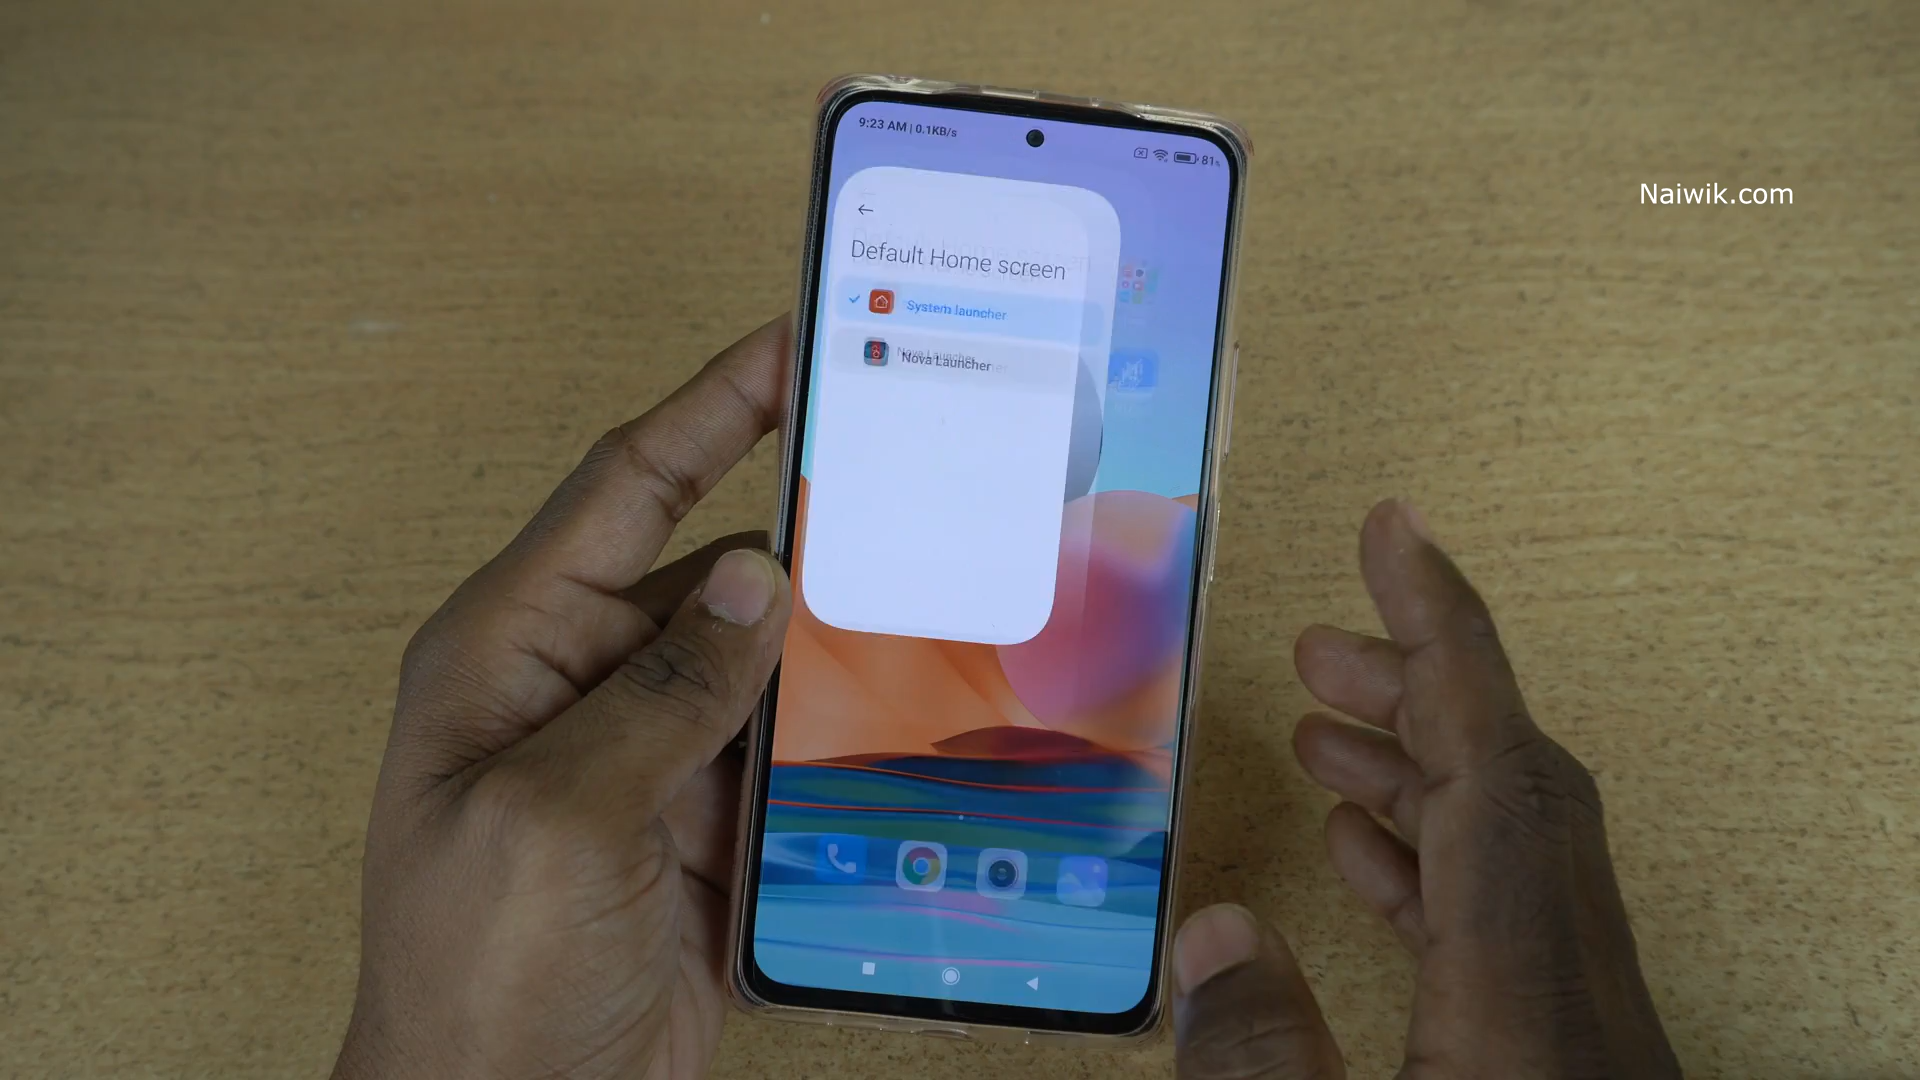 9:23 AM | 0.1KB/s
81%
Naiwik.com
Default Home screen
System launcher
Nova Launcher